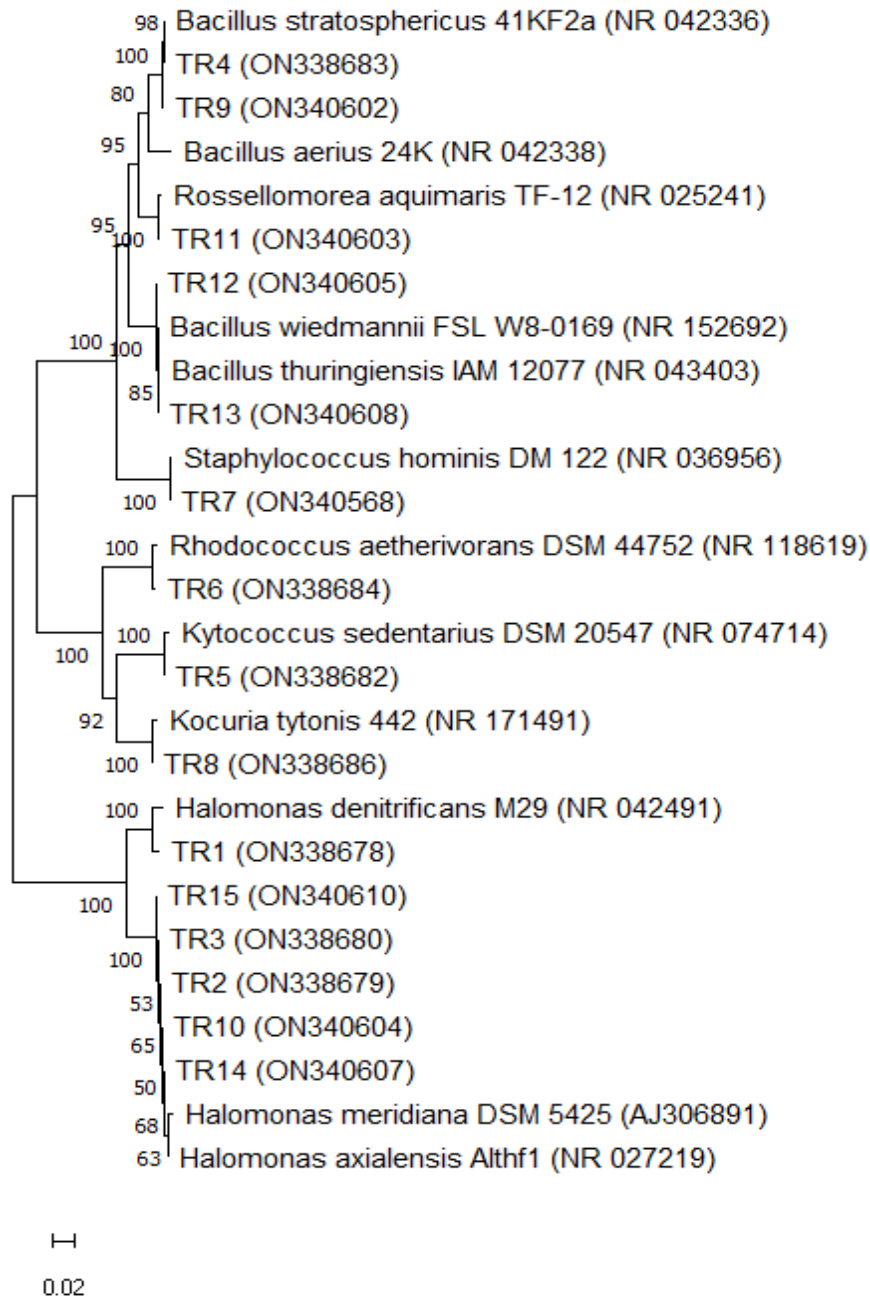 98 Bacillus stratosphericus 41KF2a (NR 042336)
100 TR4 (ON338683)
80 TR9 (ON340602)
95 Bacillus aerius 24K (NR 042338)
Rossellomorea aquimaris TF-12 (NR 025241)
95 100 TR11 (ON340603)
TR12 (ON340605)
Bacillus wiedmannii FSL W8-0169 (NR 152692)
100 100
Bacillus thuringiensis IAM 12077 (NR 043403)
85 TR13 (ON340608)
Staphylococcus hominis DM 122 (NR 036956)
100 TR7 (ON340568)
100 Rhodococcus aetherivorans DSM 44752 (NR 118619)
TR6 (ON338684)
100 Kytococcus sedentarius DSM 20547 (NR 074714)
100
TR5 (ON338682)
92 Kocuria tytonis 442 (NR 171491)
100 TR8 (ON338686)
100 Halomonas denitrificans M29 (NR 042491)
TR1 (ON338678)
100 TR15 (ON340610)
TR3 (ON338680)
100
TR2 (ON338679)
53
TR10 (ON340604)
65
TR14 (ON340607)
50
Halomonas meridiana DSM 5425 (AJ306891)
68
63 Halomonas axialensis Althf1 (NR 027219)
0.02